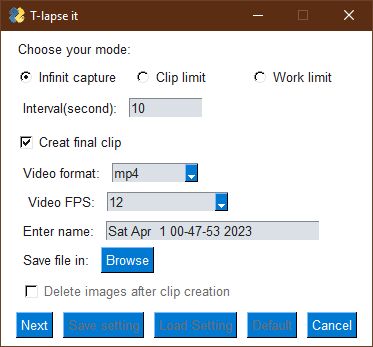 T-lapse it
Choose your mode:
Infinit capture Clip limit Work limit
Interval(second): 10
Creat final clip
Video format: mp4
Video FPS: 12
Enter name: Sat Apr  1 00-47-53 2023
Save file in: Browse
Delete images after clip creation
Next Save setting Load Setting Default Cancel